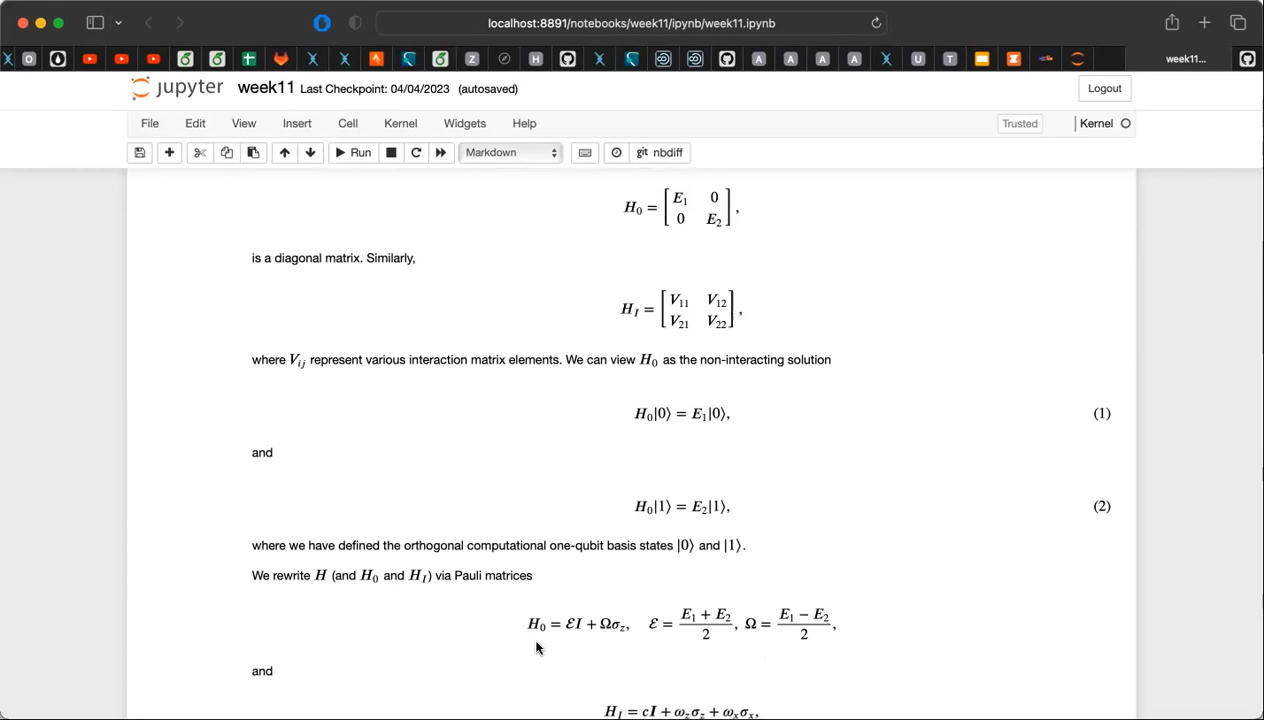 localhost:8891/notebooks/week11/ipynb/week11.ipynb
week11...
jupyter week11 Last Checkpoint: 04/04/2023 (autosaved) Logout
File Edit View Insert Cell Kernel Widgets Help Trusted Kernel
Run Markdown git nbdiff
H₀ = [ E₁ 0
0 E₂ ],
is a diagonal matrix. Similarly,
H_I = [ V₁₁ V₁₂
V₂₁ V₂₂ ],
where V_{ij} represent various interaction matrix elements. We can view H₀ as the non-interacting solution
H₀|0⟩ = E₁|0⟩, (1)
and
H₀|1⟩ = E₂|1⟩, (2)
where we have defined the orthogonal computational one-qubit basis states |0⟩ and |1⟩.
We rewrite H (and H₀ and H_I) via Pauli matrices
H₀ = ℰI + Ωσ_z, ℰ = (E₁ + E₂)/2, Ω = (E₁ − E₂)/2,
and
H_I = cI + ω_zσ_z + ω_xσ_x,